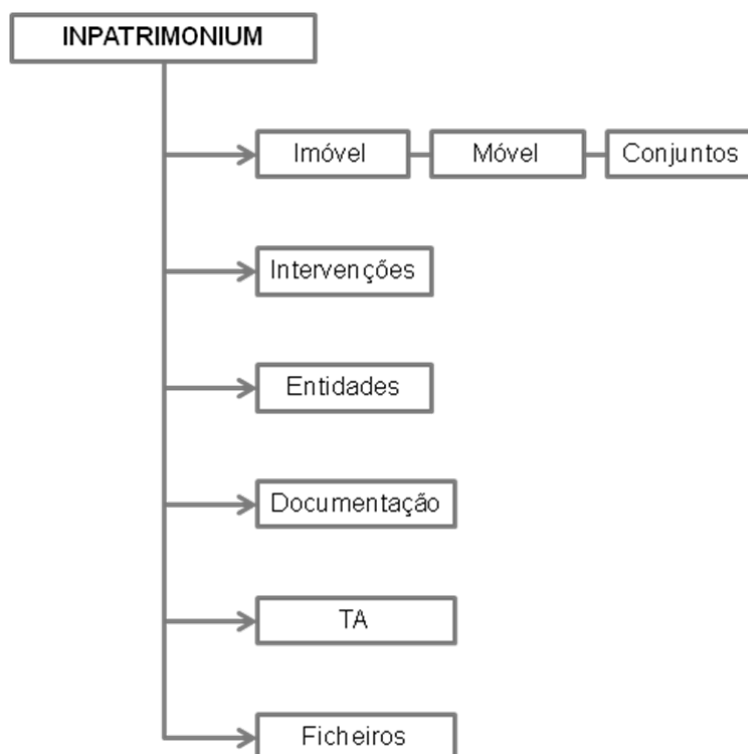 INPATRIMONIUM
Imóvel Móvel Conjuntos
Intervenções
Entidades
Documentação
TA
Ficheiros